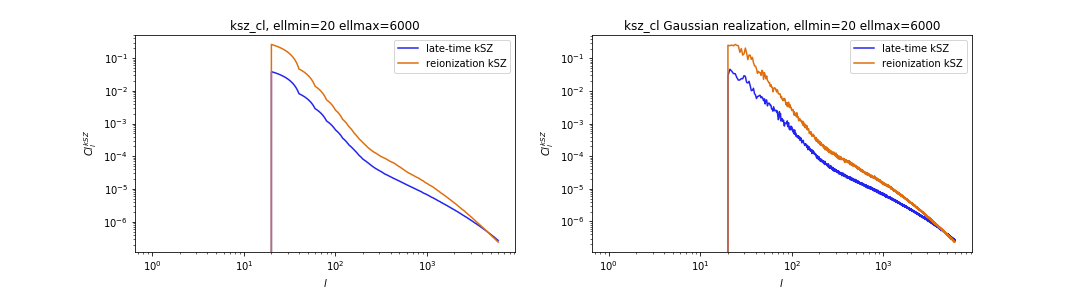 ksz_cl, ellmin=20 ellmax=6000
late-time kSZ
reionization kSZ
10⁻¹
10⁻²
10⁻³
10⁻⁴
10⁻⁵
10⁻⁶
Cl_l^{kSZ}
10⁰
10¹
10²
10³
l
ksz_cl Gaussian realization, ellmin=20 ellmax=6000
late-time kSZ
reionization kSZ
10⁻¹
10⁻²
10⁻³
10⁻⁴
10⁻⁵
10⁻⁶
Cl_l^{kSZ}
10⁰
10¹
10²
10³
l